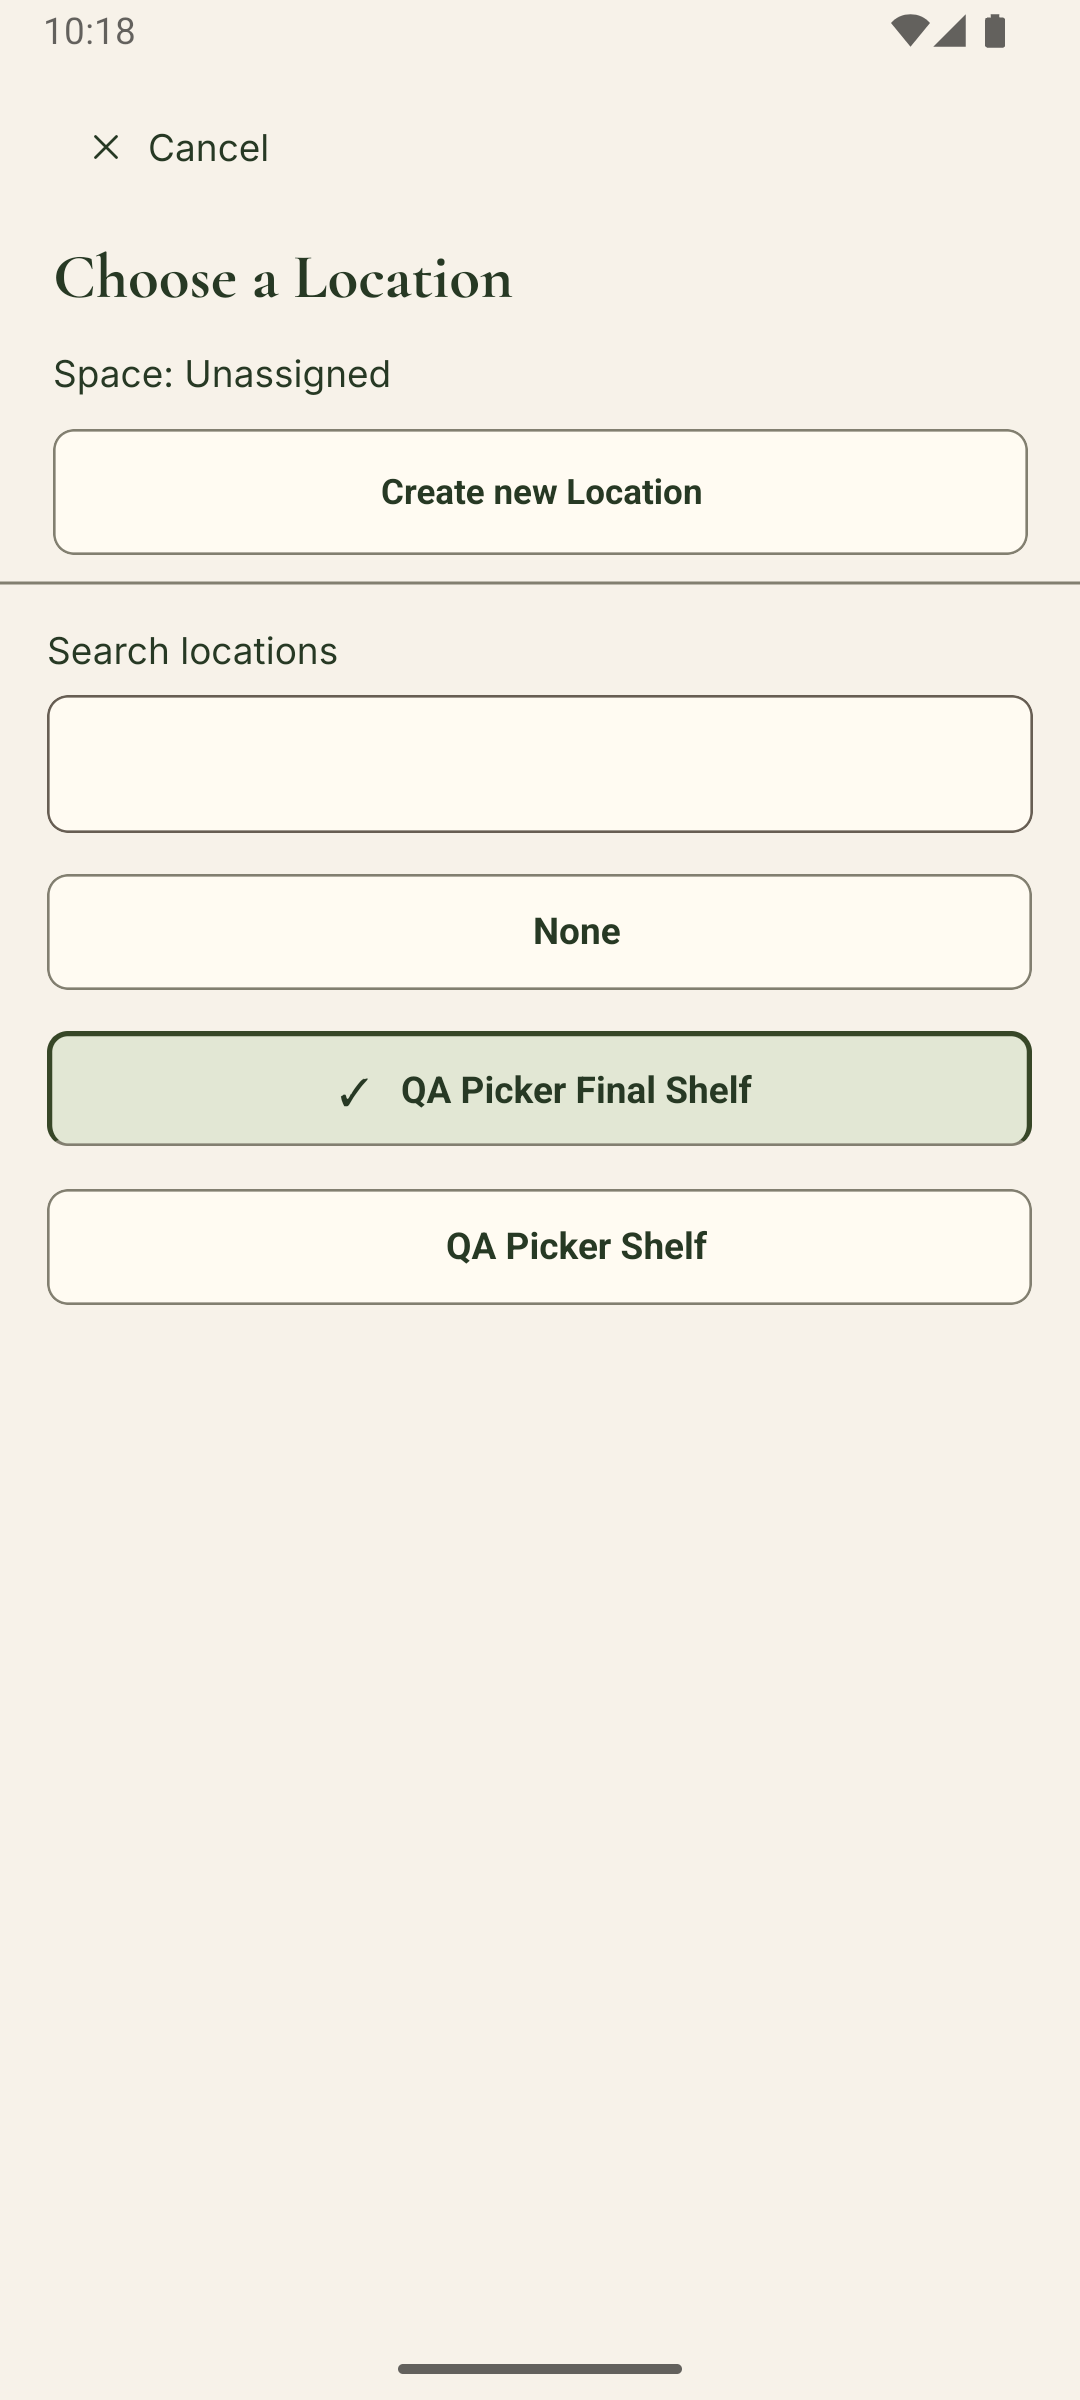 10:18
Cancel
Choose a Location
Space: Unassigned
Create new Location
Search locations
None
✓ QA Picker Final Shelf
QA Picker Shelf